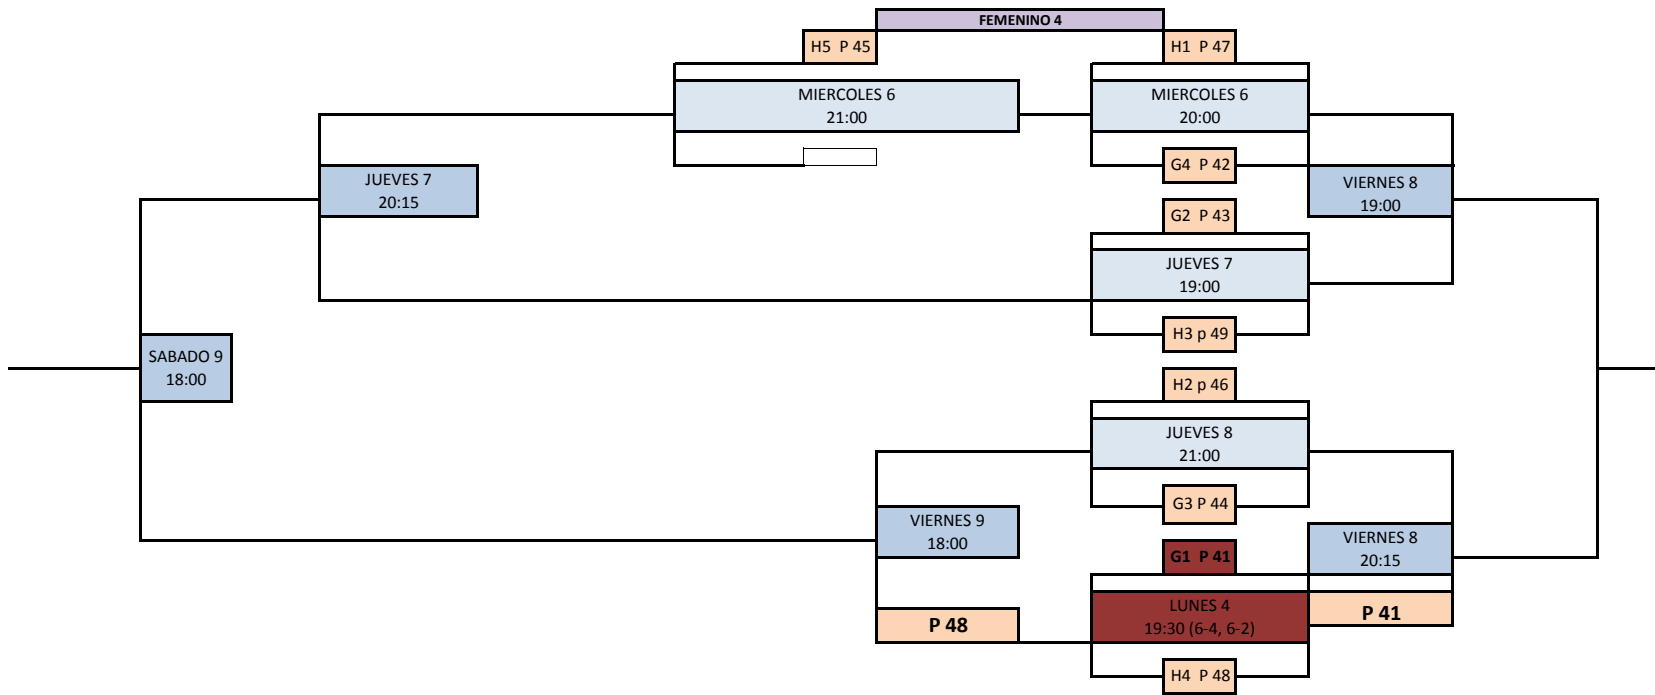 FEMENINO 4
H5 P 45
H1 P 47
MIERCOLES 6
21:00
MIERCOLES 6
20:00
G4 P 42
JUEVES 7
20:15
VIERNES 8
19:00
G2 P 43
JUEVES 7
19:00
H3 p 49
SABADO 9
18:00
H2 p 46
JUEVES 8
21:00
G3 P 44
VIERNES 9
18:00
G1 P 41
VIERNES 8
20:15
P 48
LUNES 4
19:30 (6-4, 6-2)
P 41
H4 P 48